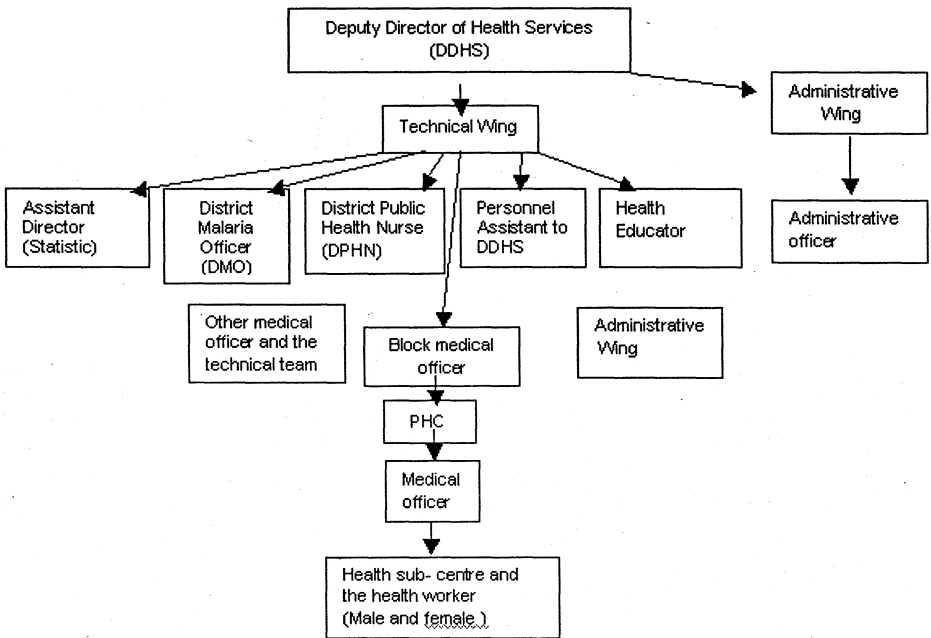 Deputy Director of Health Services
(DDHS)
Administrative
Wing
Technical Wing
Assistant
Director
(Statistic)
District
Malaria
Officer
(DMO)
District Public
Health Nurse
(DPHN)
Personnel
Assistant to
DDHS
Health
Educator
Administrative
officer
Other medical
officer and the
technical team
Block medical
officer
Administrative
Wing
PHC
Medical
officer
Health sub- centre and
the health worker
(Male and female )